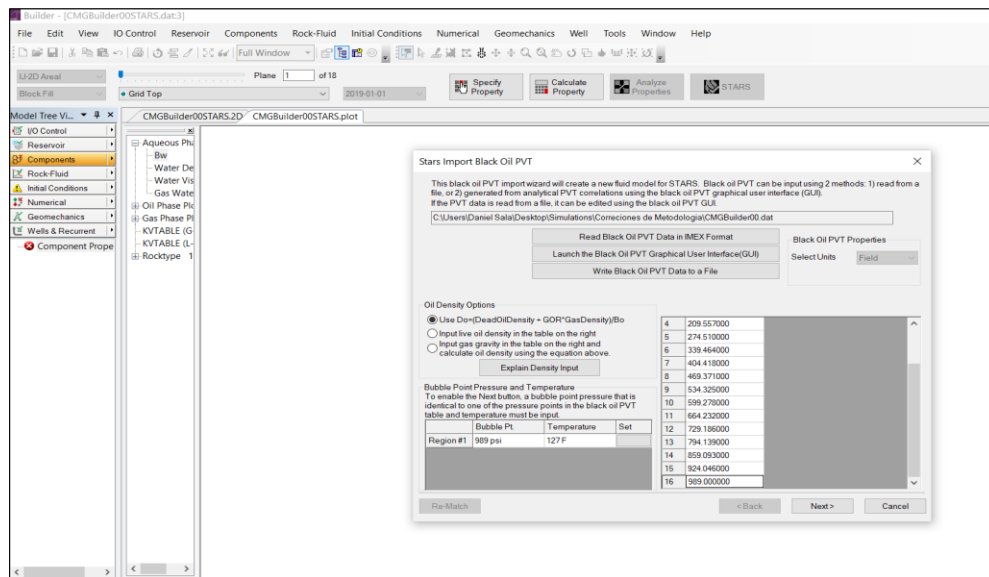 Builder - [CMGBuilder00STARS.dat:3]
File Edit View IO Control Reservoir Components Rock-Fluid Initial Conditions Numerical Geomechanics Well Tools Window Help
Full Window
IJ-2D Areal
Plane 1 of 18
Block Fill
Grid Top
2019-01-01
Specify Property
Calculate Property
Analyze Properties
STARS
Model Tree Vi...
CMGBuilder00STARS.2D
CMGBuilder00STARS.plot
I/O Control
Reservoir
Components
Rock-Fluid
Initial Conditions
Numerical
Geomechanics
Wells & Recurrent
Component Prope
Aqueous Pha
Bw
Water De
Water Vis
Gas Wate
Oil Phase Plo
Gas Phase Pl
KVTABLE (G-
KVTABLE (L-
Rocktype 1
Stars Import Black Oil PVT
This black oil PVT import wizard will create a new fluid model for STARS. Black oil PVT can be input using 2 methods: 1) read from a
file, or 2) generated from analytical PVT correlations using the black oil PVT graphical user interface (GUI).
If the PVT data is read from a file, it can be edited using the black oil PVT GUI.
C:\Users\Daniel Sala\Desktop\Simulations\Correciones de Metodologia\CMGBuilder00.dat
Read Black Oil PVT Data in IMEX Format
Launch the Black Oil PVT Graphical User Interface(GUI)
Write Black Oil PVT Data to a File
Black Oil PVT Properties
Select Units Field
Oil Density Options
Use Do=(DeadOilDensity + GOR*GasDensity)/Bo
Input live oil density in the table on the right
Input gas gravity in the table on the right and
calculate oil density using the equation above.
Explain Density Input
Bubble Point Pressure and Temperature
To enable the Next button, a bubble point pressure that is
identical to one of the pressure points in the black oil PVT
table and temperature must be input.
Bubble Pt. Temperature Set
Region #1 989 psi 127 F
4 209.557000
5 274.510000
6 339.464000
7 404.418000
8 469.371000
9 534.325000
10 599.278000
11 664.232000
12 729.186000
13 794.139000
14 859.093000
15 924.046000
16 989.000000
Re-Match
< Back
Next >
Cancel